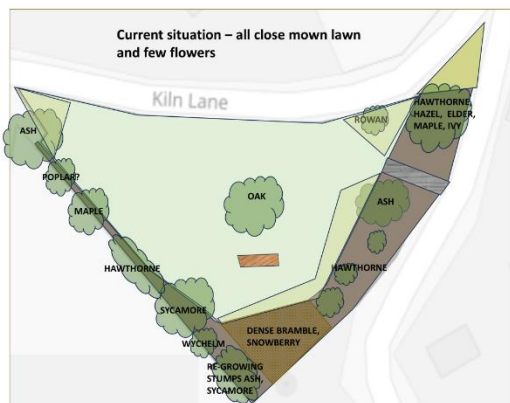 Current situation – all close mown lawn
and few flowers
Kiln Lane
HAWTHORNE,
HAZEL, ELDER,
MAPLE, IVY
ROWAN
ASH
POPLAR?
MAPLE
OAK
ASH
HAWTHORNE
HAWTHORNE
SYCAMORE
DENSE BRAMBLE,
SNOWBERRY
WYCHELM
RE-GROWING
STUMPS ASH,
SYCAMORE